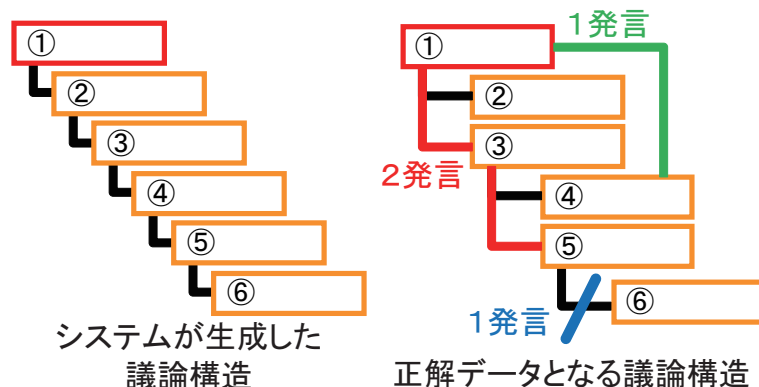 ①
②
③
④
⑤
⑥
システムが生成した
議論構造
1発言
①
②
③
2発言
④
⑤
⑥
1発言
正解データとなる議論構造